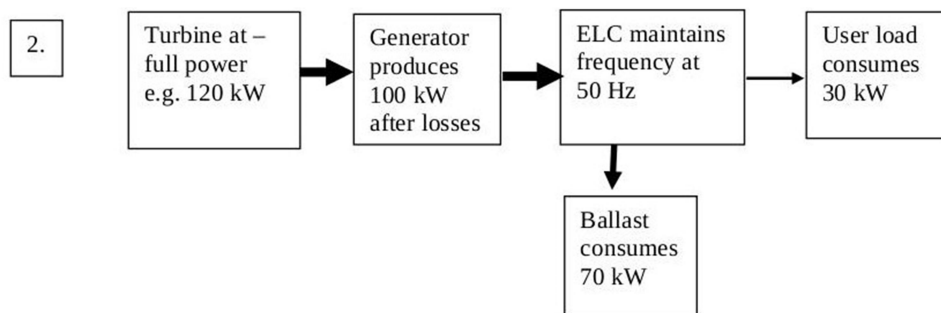 2.
Turbine at –
full power
e.g. 120 kW
Generator
produces
100 kW
after losses
ELC maintains
frequency at
50 Hz
User load
consumes
30 kW
Ballast
consumes
70 kW